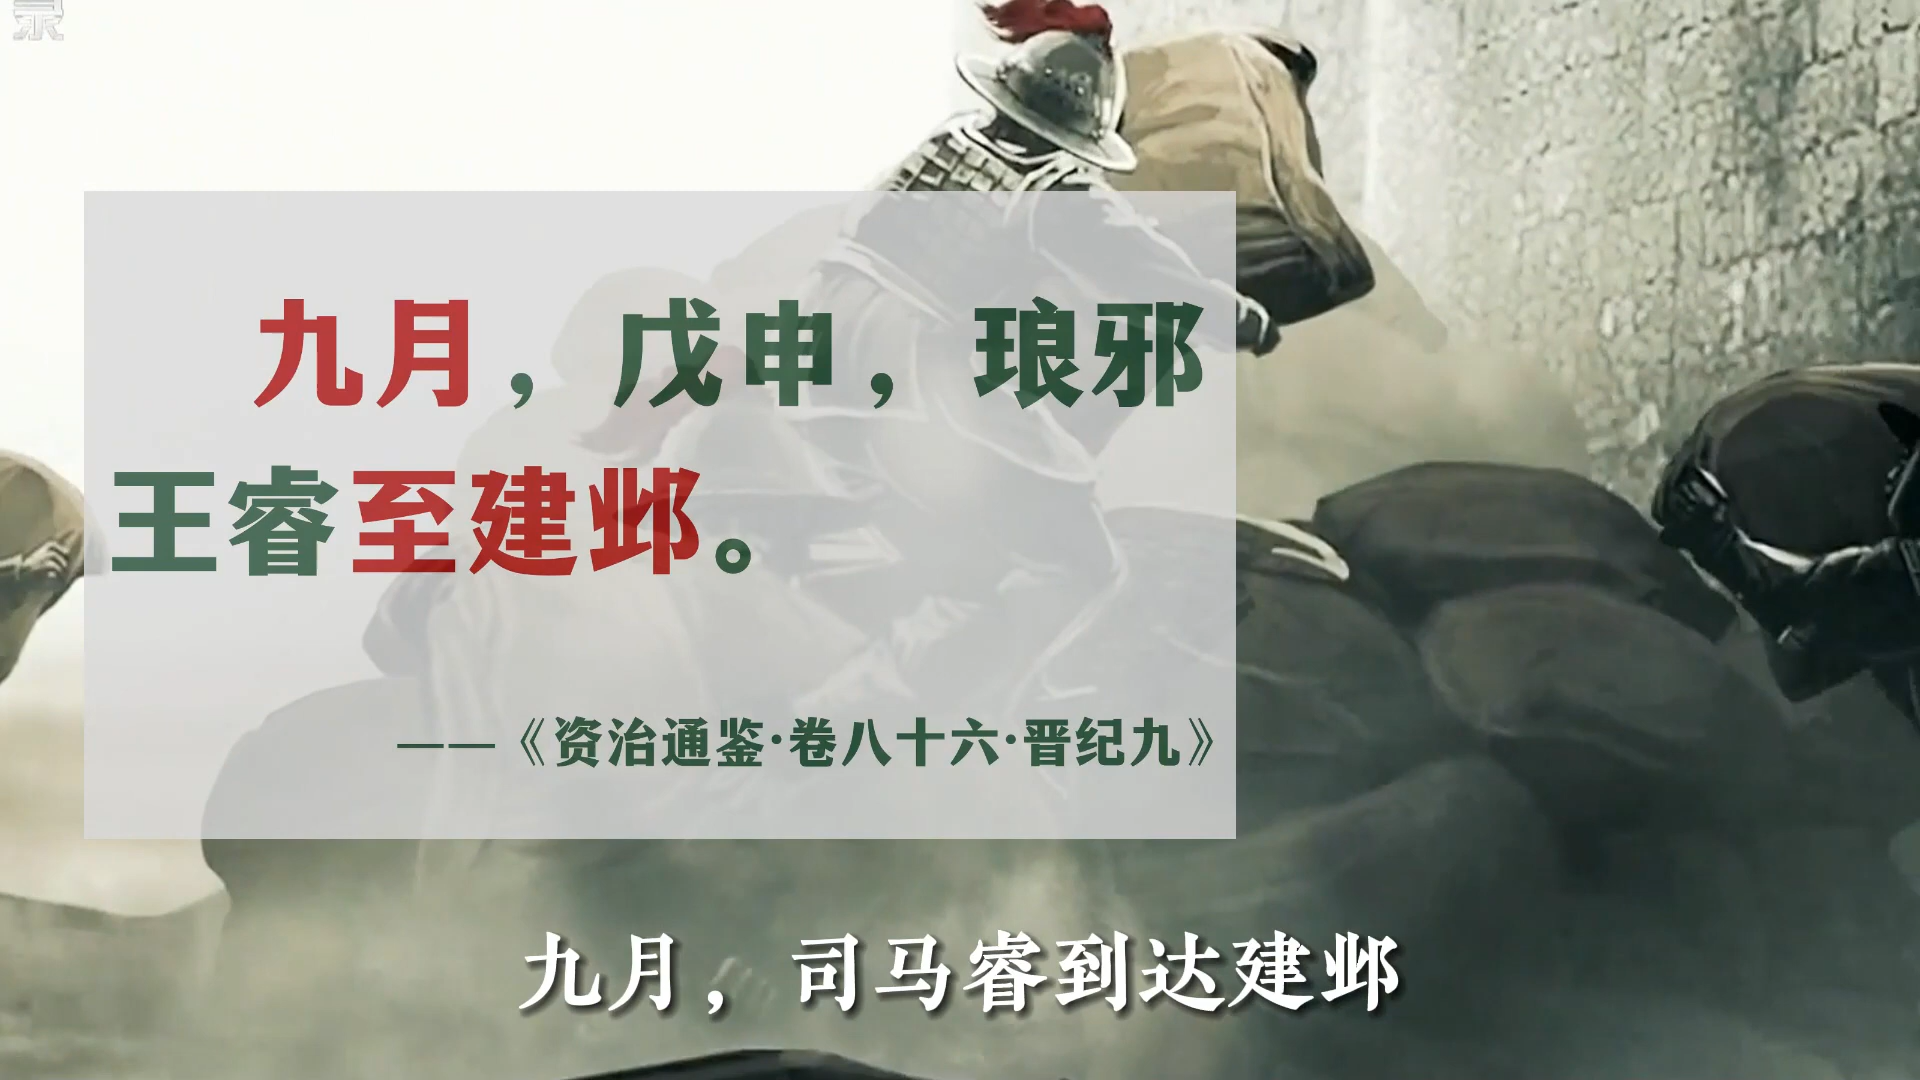 录
九月，戊申，琅邪
王睿至建邺。
——《资治通鉴·卷八十六·晋纪九》
九月，司马睿到达建邺